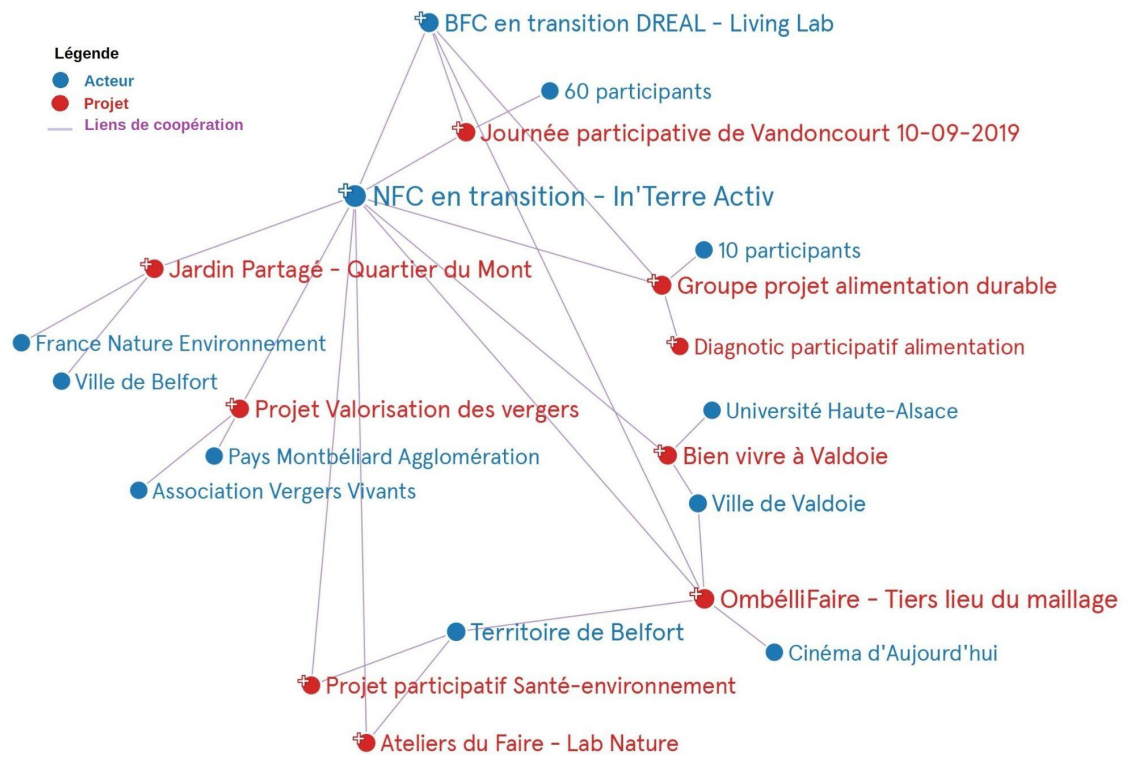 BFC en transition DREAL - Living Lab
Légende
Acteur
Projet
Liens de coopération
60 participants
Journée participative de Vandoncourt 10-09-2019
NFC en transition - In'Terre Activ
10 participants
Jardin Partagé - Quartier du Mont
Groupe projet alimentation durable
France Nature Environnement
Diagnotic participatif alimentation
Ville de Belfort
Projet Valorisation des vergers
Université Haute-Alsace
Pays Montbéliard Agglomération
Bien vivre à Valdoie
Association Vergers Vivants
Ville de Valdoie
OmbélliFaire - Tiers lieu du maillage
Territoire de Belfort
Cinéma d'Aujourd'hui
Projet participatif Santé-environnement
Ateliers du Faire - Lab Nature